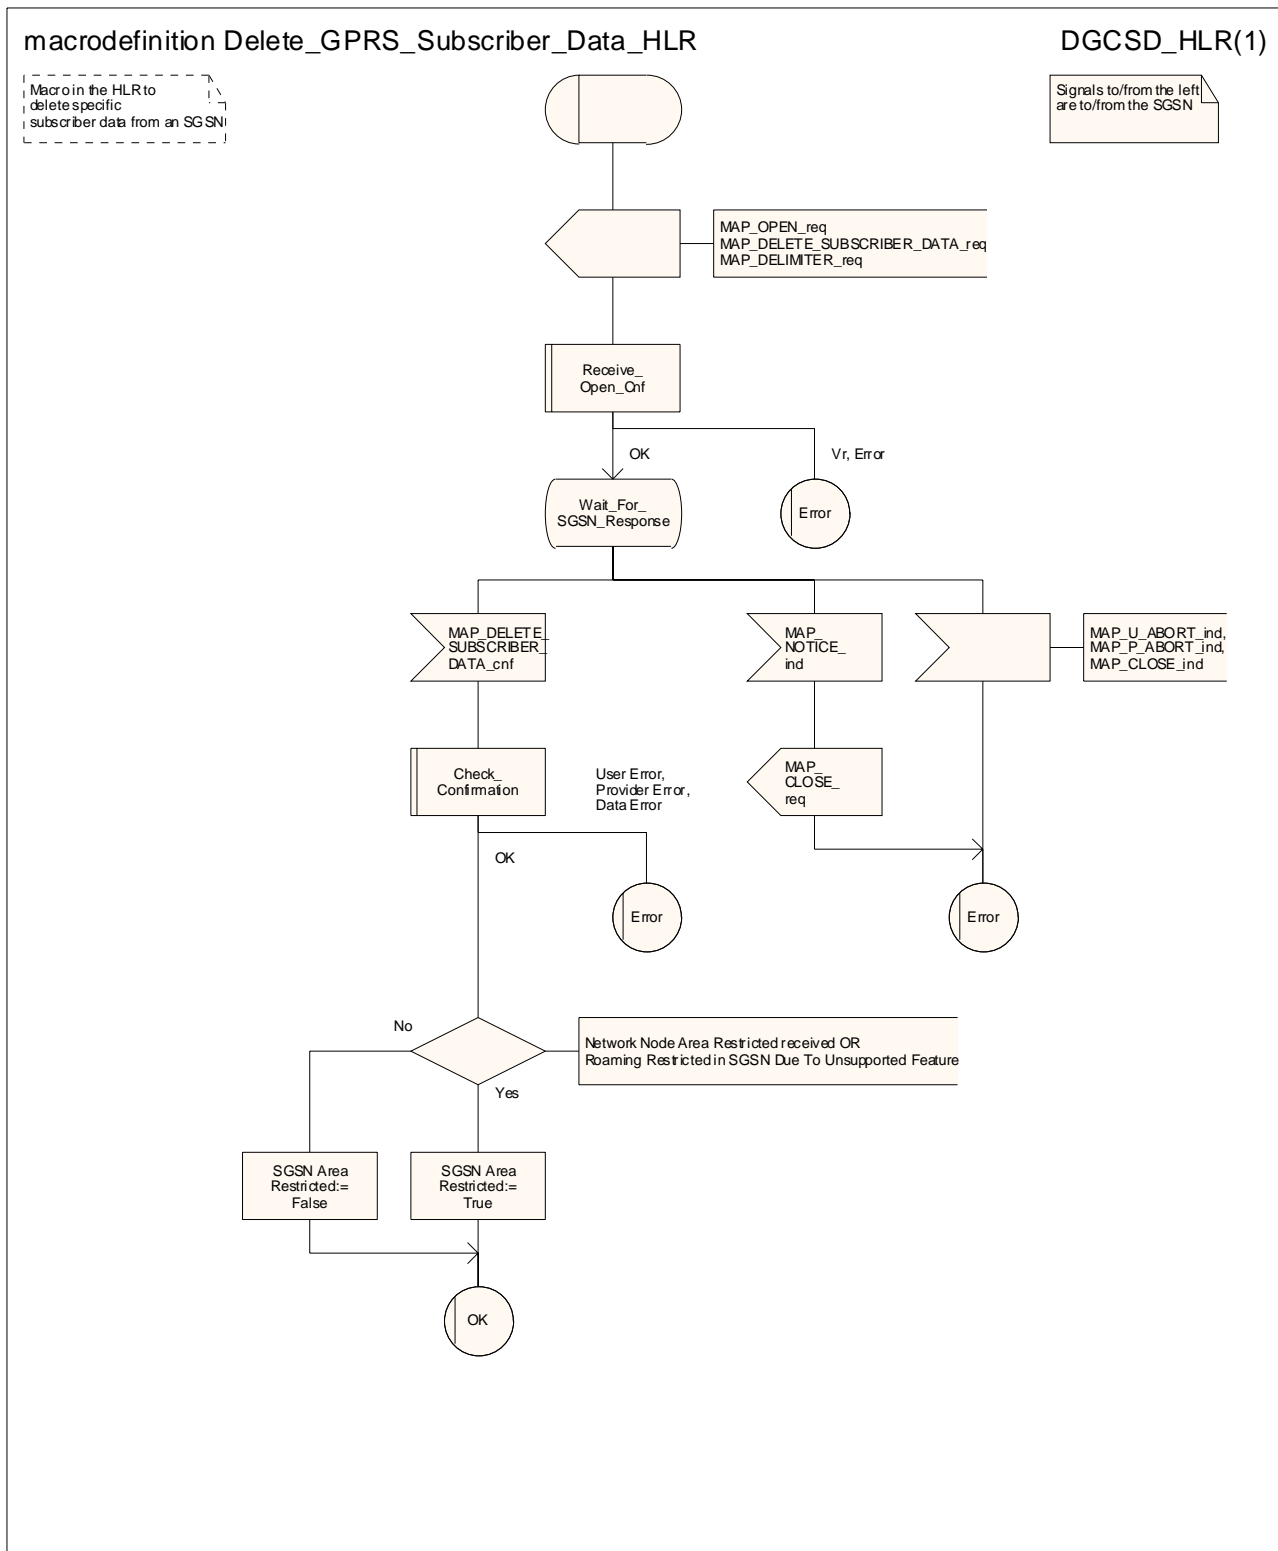 macrodefinition Delete_GPRS_Subscriber_Data_HLR
DGCSD_HLR(1)
Macro in the HLR to
delete specific
subscriber data from an SGSN
Signals to/from the left
are to/from the SGSN
MAP_OPEN_req
MAP_DELETE_SUBSCRIBER_DATA_req
MAP_DELIMITER_req
Receive_
Open_Cnf
OK
Vr, Error
Wait_For_
SGSN_Response
Error
MAP_DELETE_
SUBSCRIBER_
DATA_cnf
MAP_
NOTICE_
ind
MAP_U_ABORT_ind,
MAP_P_ABORT_ind,
MAP_CLOSE_ind
Check_
Confirmation
User Error,
Provider Error,
Data Error
MAP_
CLOSE_
req
OK
Error
Error
No
Network Node Area Restricted received OR
Roaming Restricted in SGSN Due To Unsupported Feature
Yes
SGSN Area
Restricted:=
False
SGSN Area
Restricted:=
True
OK